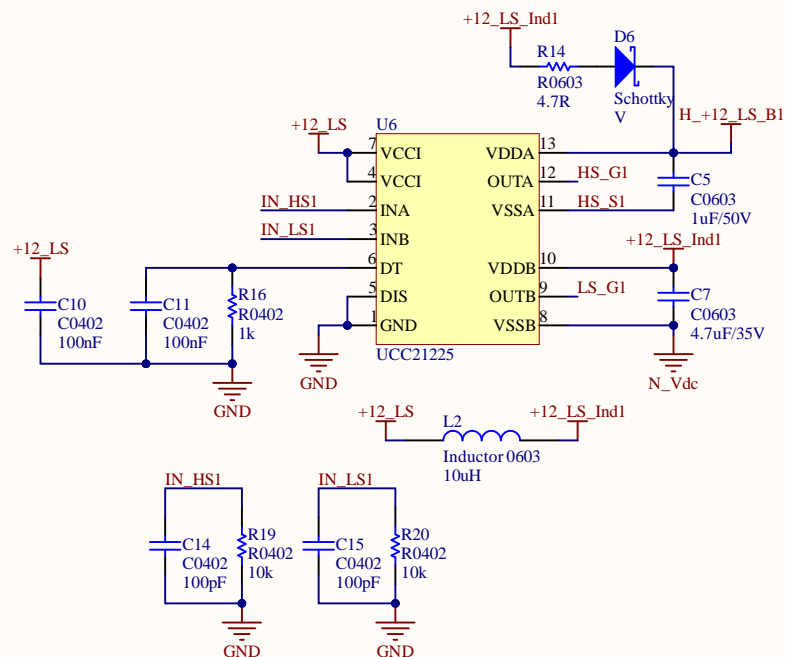 +12_LS_Ind1
R14
R0603
4.7R
D6
Schottky
V
H_+12_LS_B1
U6
+12_LS
7
VCCI
VDDA
13
4
VCCI
OUTA
12
HS_G1
C5
C0603
1uF/50V
IN_HS1
2
INA
VSSA
11
HS_S1
IN_LS1
3
INB
+12_LS_Ind1
+12_LS
6
DT
VDDB
10
R16
R0402
1k
5
DIS
OUTB
9
LS_G1
C7
C0603
4.7uF/35V
C10
C0402
100nF
C11
C0402
100nF
1
GND
VSSB
8
UCC21225
GND
GND
N_Vdc
+12_LS
L2
+12_LS_Ind1
Inductor 0603
10uH
IN_HS1
IN_LS1
C14
C0402
100pF
R19
R0402
10k
C15
C0402
100pF
R20
R0402
10k
GND
GND